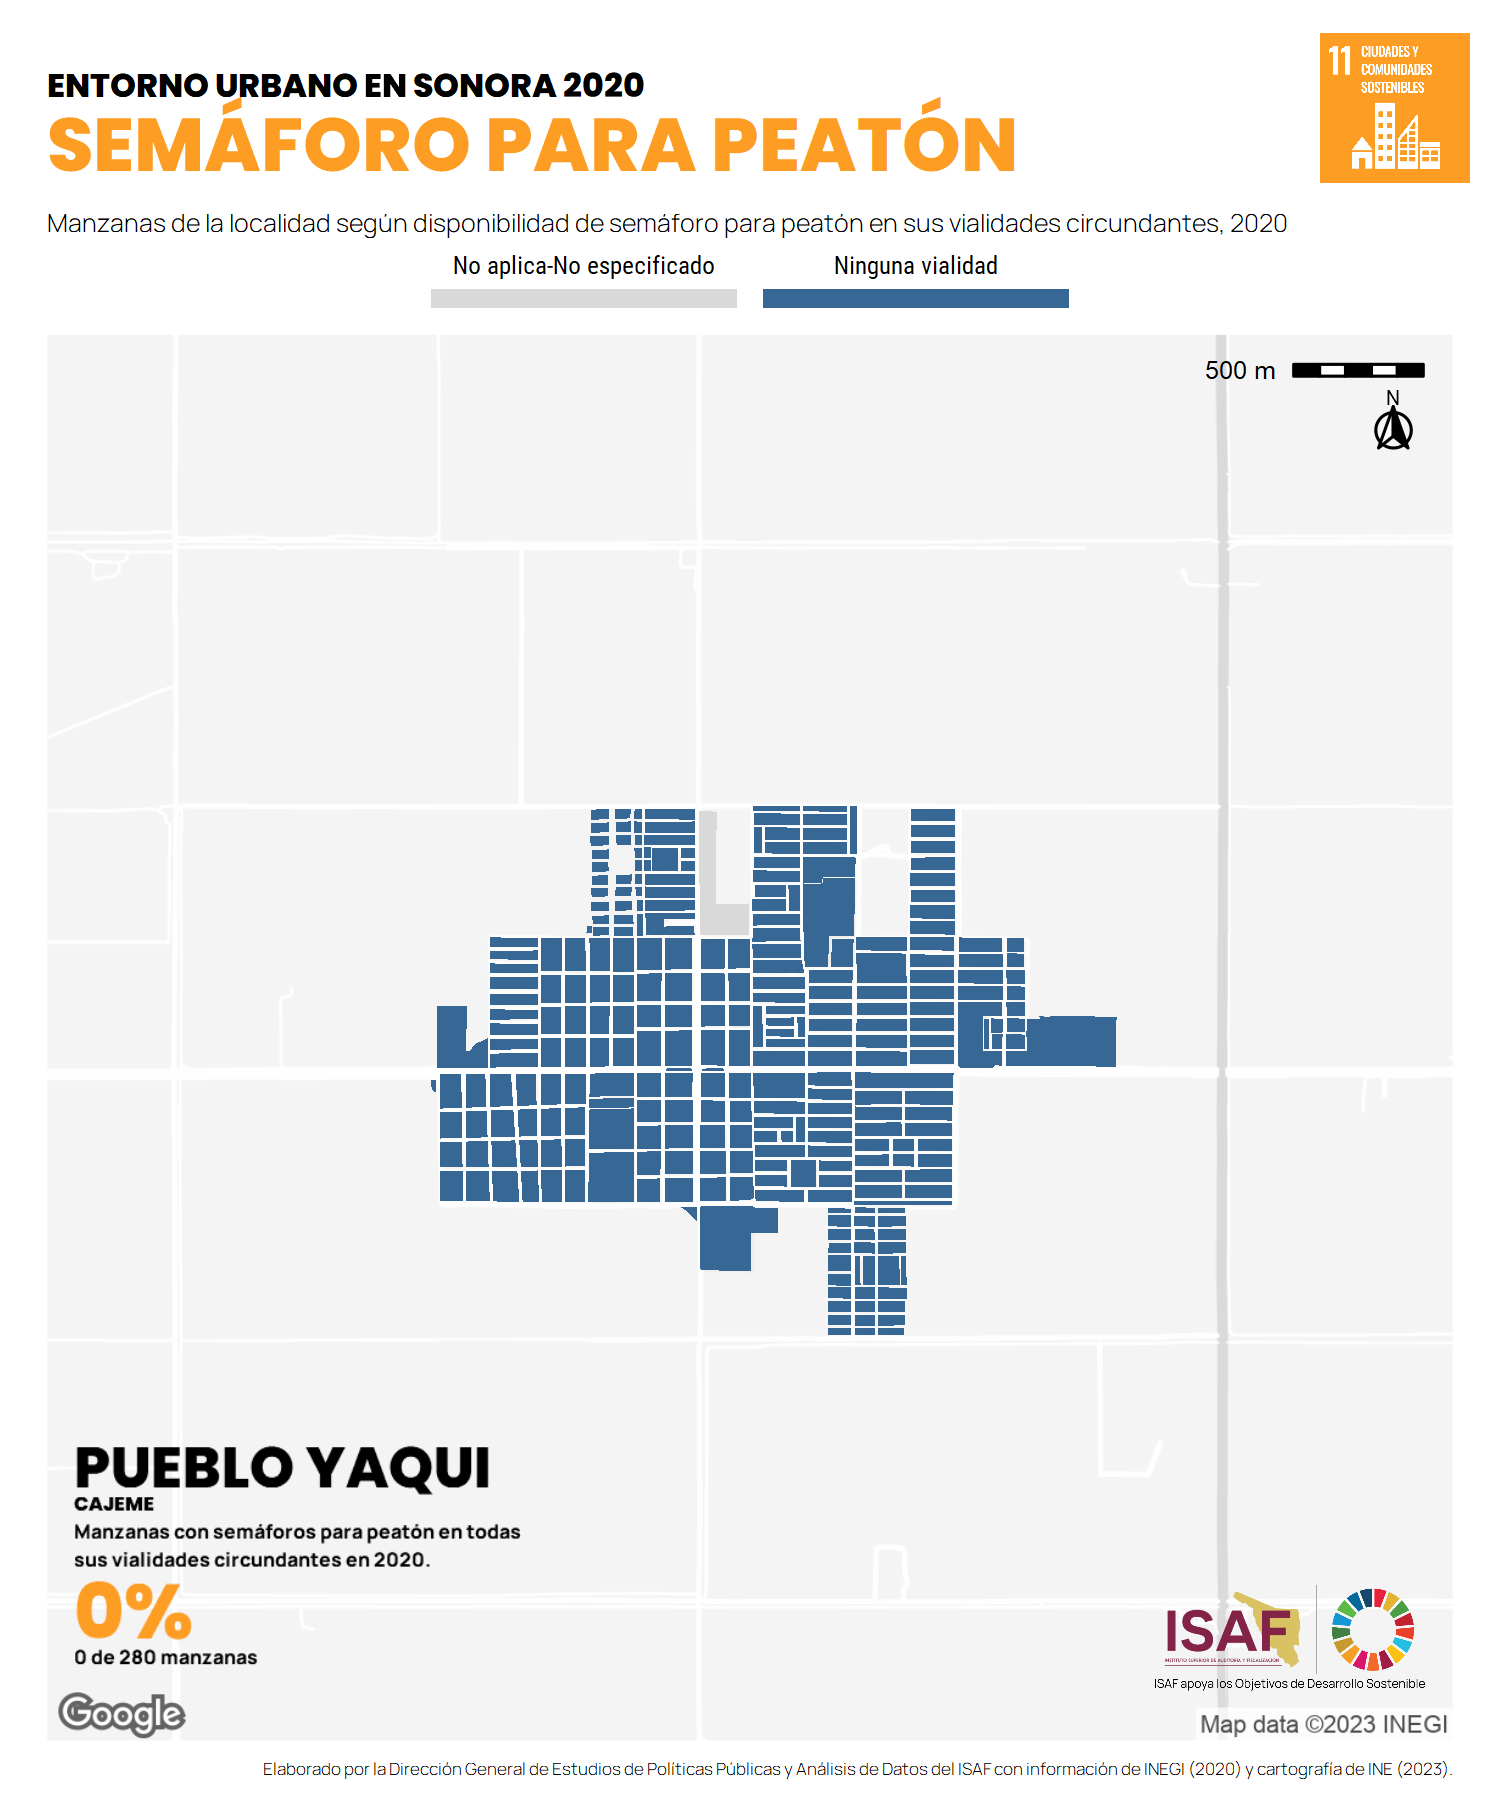 ENTORNO URBANO EN SONORA 2020
SEMÁFORO PARA PEATÓN
11 CIUDADES Y
COMUNIDADES
SOSTENIBLES
Manzanas de la localidad según disponibilidad de semáforo para peatón en sus vialidades circundantes, 2020
No aplica-No especificado
Ninguna vialidad
500 m
N
PUEBLO YAQUI
CAJEME
Manzanas con semáforos para peatón en todas
sus vialidades circundantes en 2020.
0%
0 de 280 manzanas
ISAF
INSTITUTO SUPERIOR DE AUDITORÍA Y FISCALIZACIÓN
ISAF apoya los Objetivos de Desarrollo Sostenible
Google
Map data ©2023 INEGI
Elaborado por la Dirección General de Estudios de Políticas Públicas y Análisis de Datos del ISAF con información de INEGI (2020) y cartografía de INE (2023).